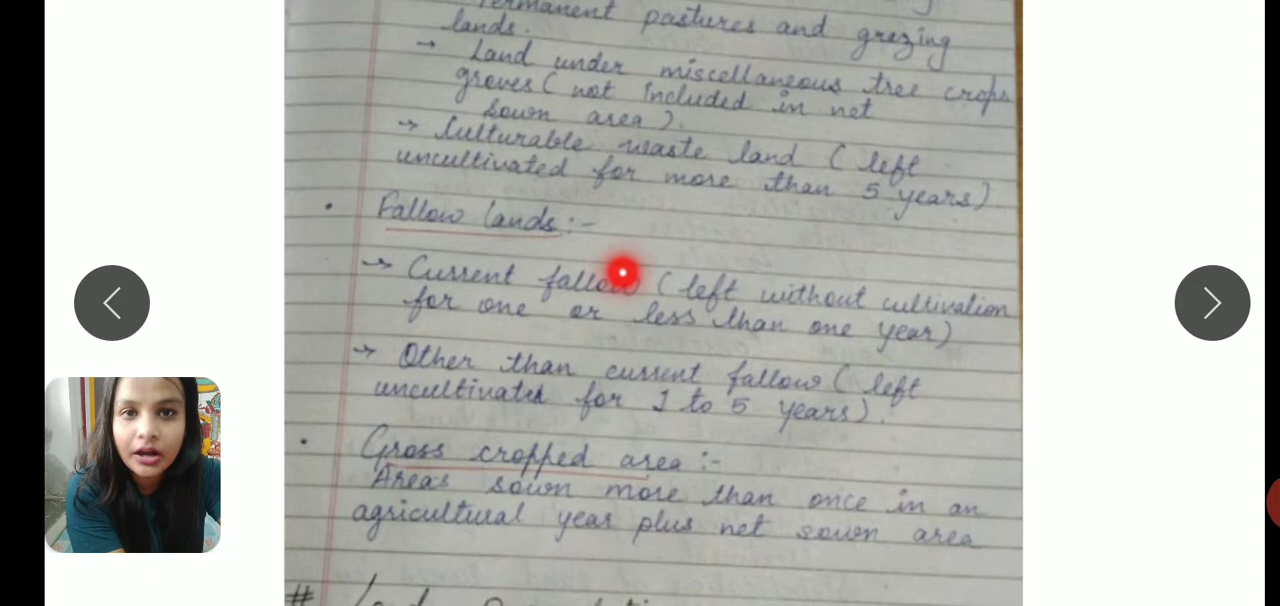 Permanent pastures and grazing
lands.
→ Land under miscellaneous tree crops
groves (not included in net
sown area).
→ Culturable waste land (left
uncultivated for more than 5 years).
• Fallow lands:-
→ Current fallow (left without cultivation
for one or less than one year)
→ Other than current fallow (left
uncultivated for 1 to 5 years).
• Gross cropped area :-
Areas sown more than once in an
agricultural year plus net sown area
#